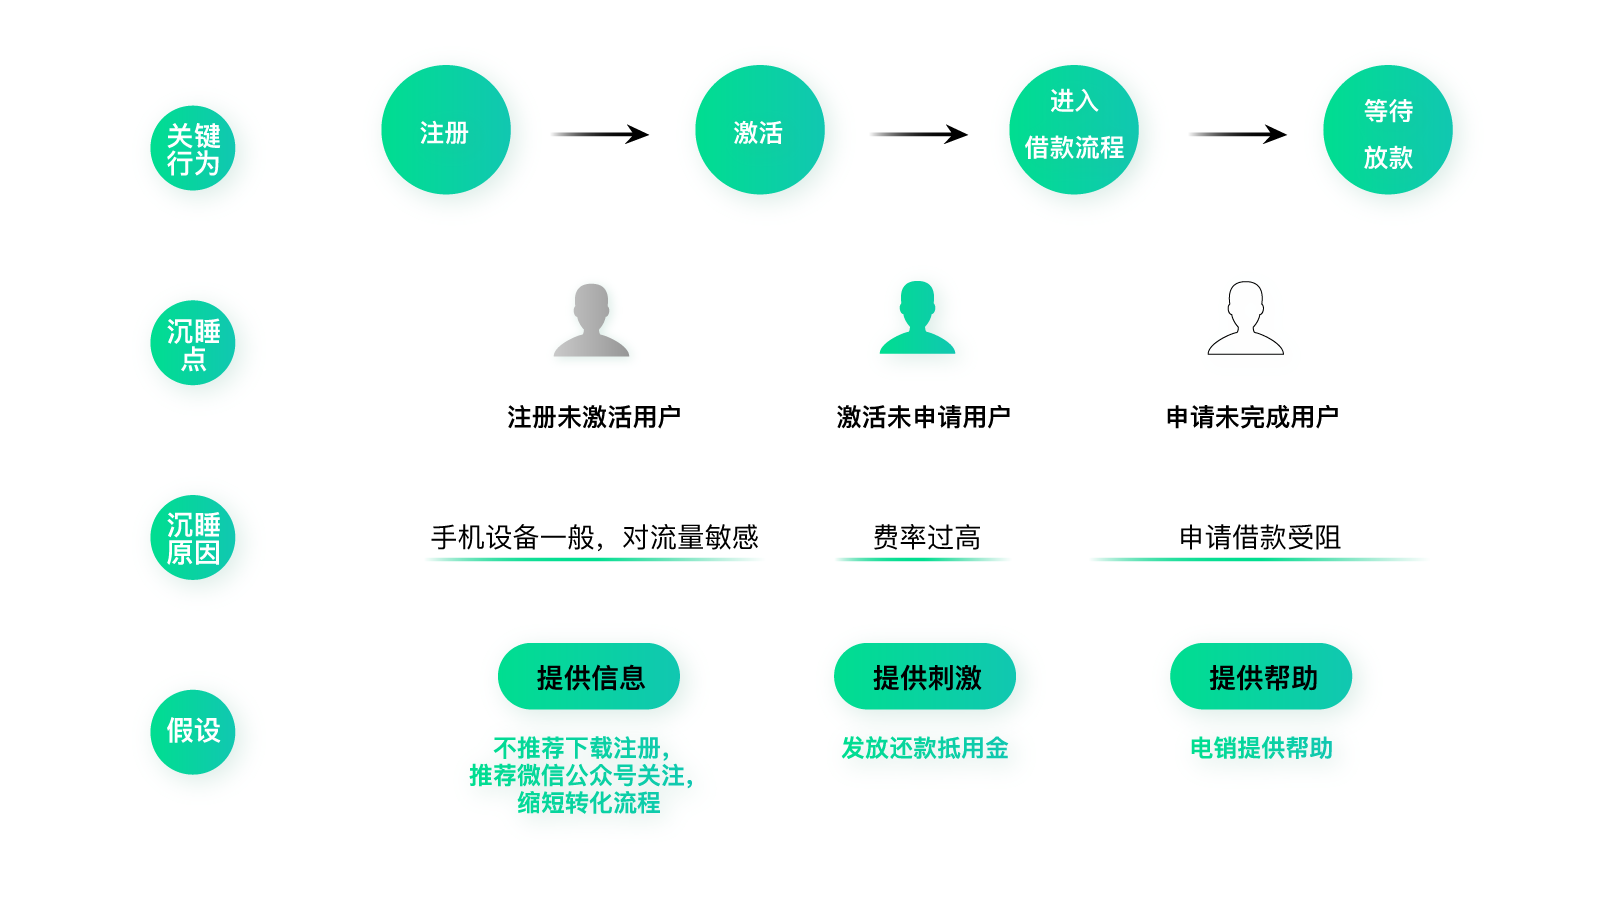 关键
行为
注册
激活
进入
借款流程
等待
放款
沉睡
点
注册未激活用户
激活未申请用户
申请未完成用户
沉睡
原因
手机设备一般，对流量敏感
费率过高
申请借款受阻
假设
提供信息
提供刺激
提供帮助
不推荐下载注册，
推荐微信公众号关注，
缩短转化流程
发放还款抵用金
电销提供帮助